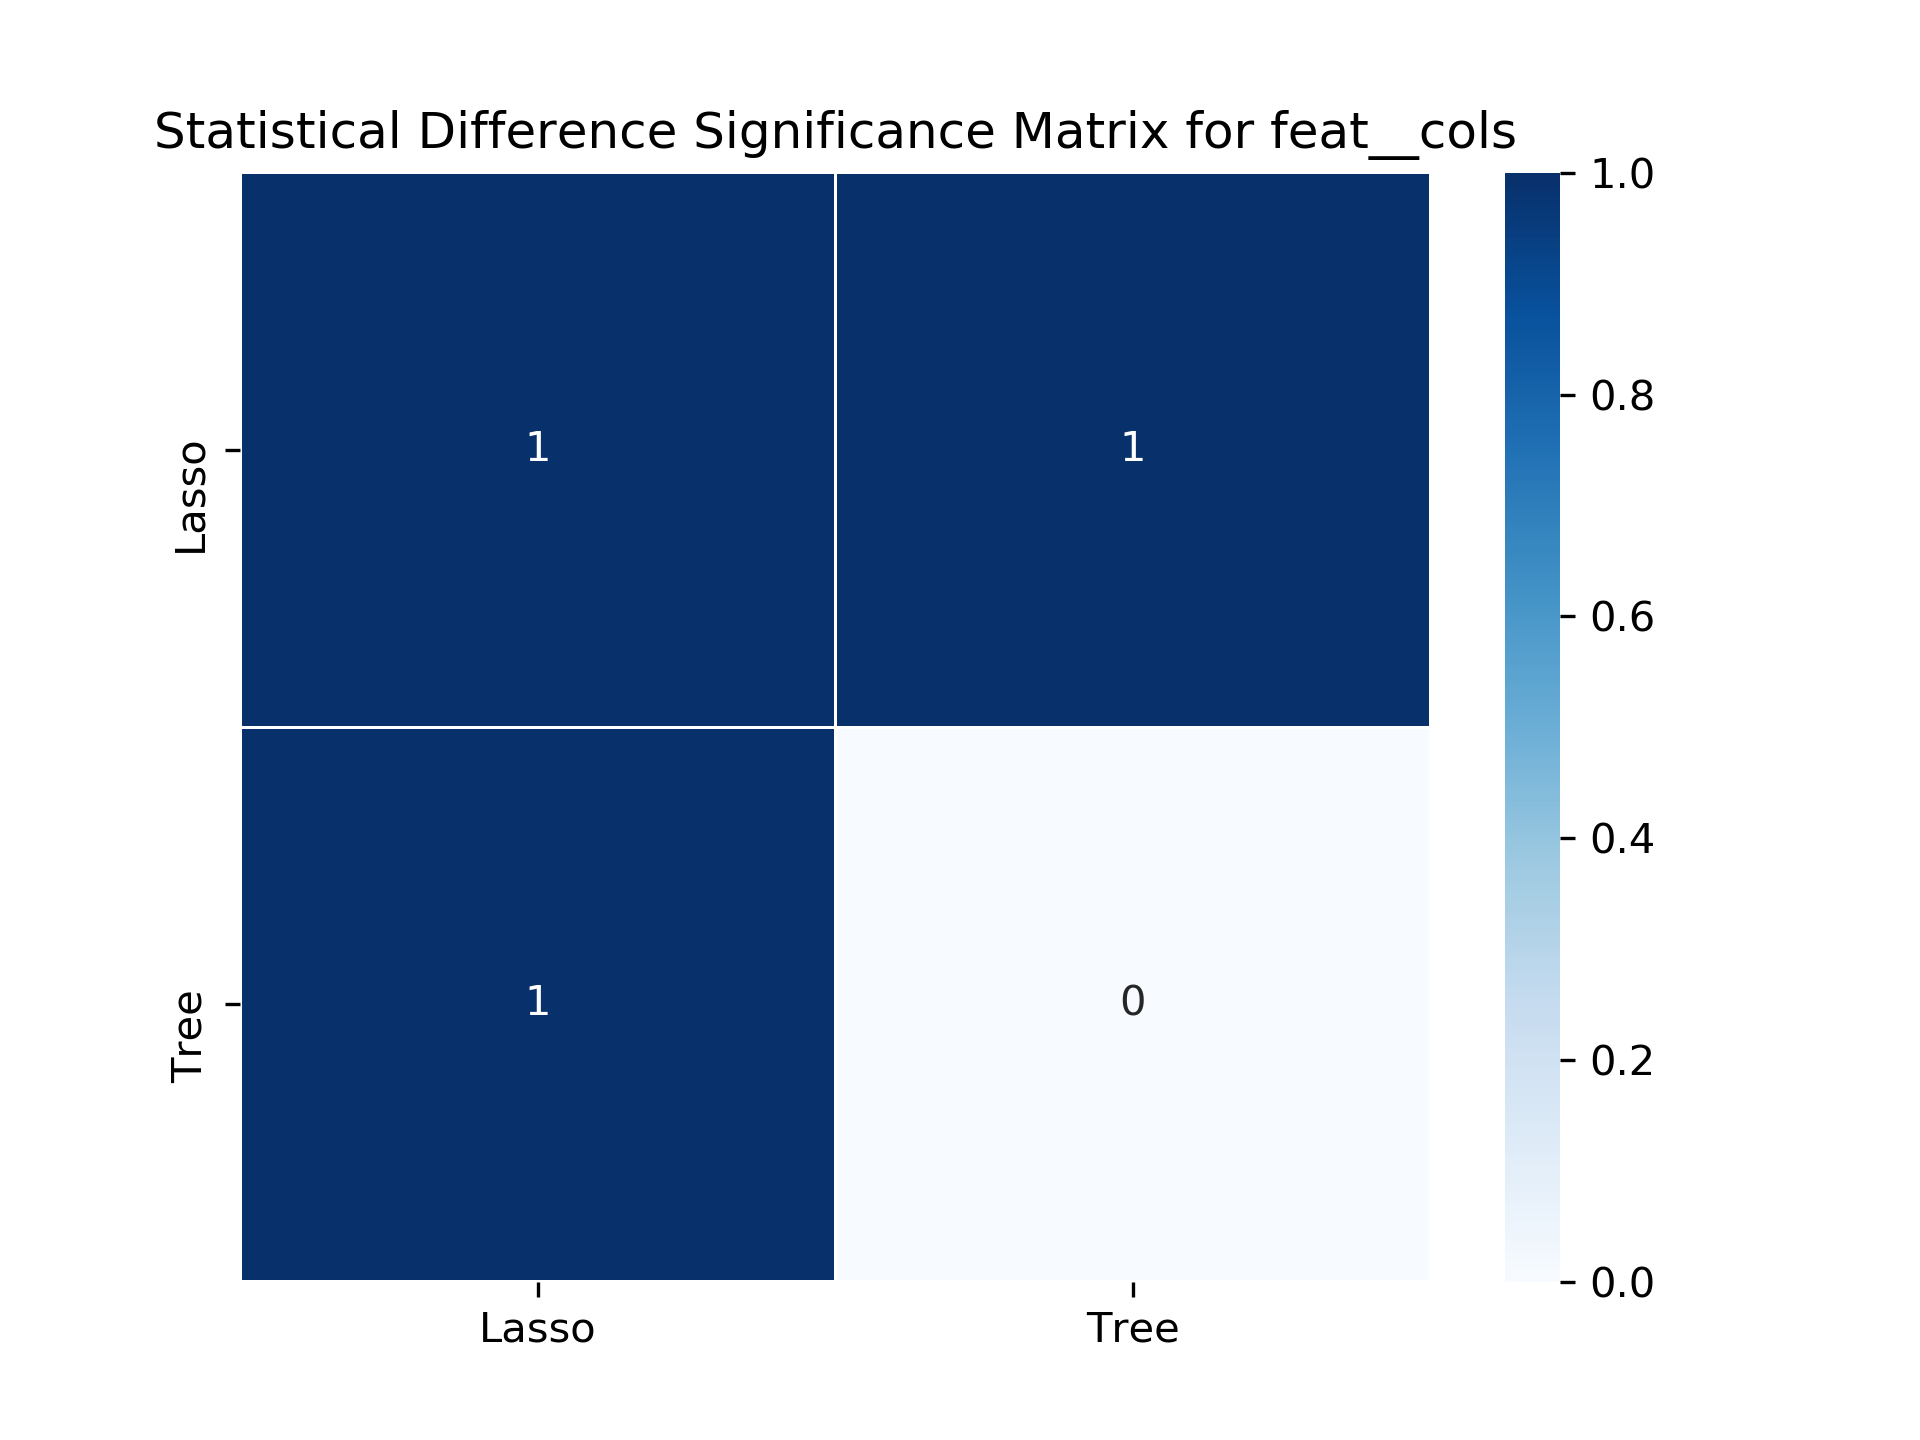 Statistical Difference Significance Matrix for feat__cols
1.0
0.8
0.6
0.4
0.2
0.0
Lasso
1
1
Tree
1
0
Lasso
Tree